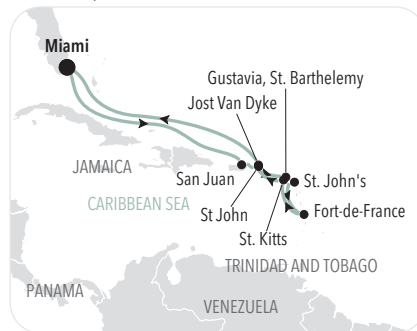 Miami
Gustavia, St. Barthelemy
Jost Van Dyke
JAMAICA
San Juan
St. John's
CARIBBEAN SEA
St John
Fort-de-France
St. Kitts
TRINIDAD AND TOBAGO
PANAMA
VENEZUELA